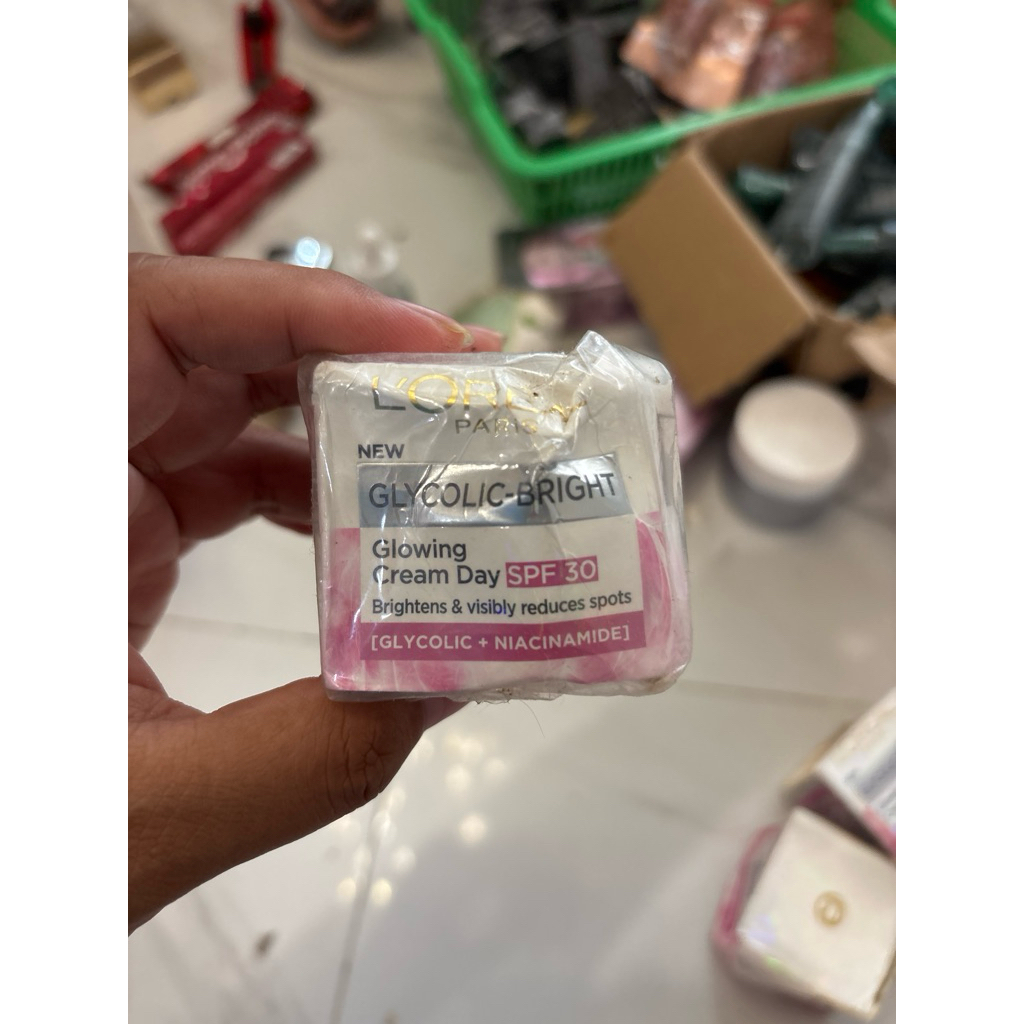 L'ORÉAL
PARIS
NEW
GLYCOLIC-BRIGHT
Glowing
Cream Day SPF 30
Brightens & visibly reduces spots
[GLYCOLIC + NIACINAMIDE]